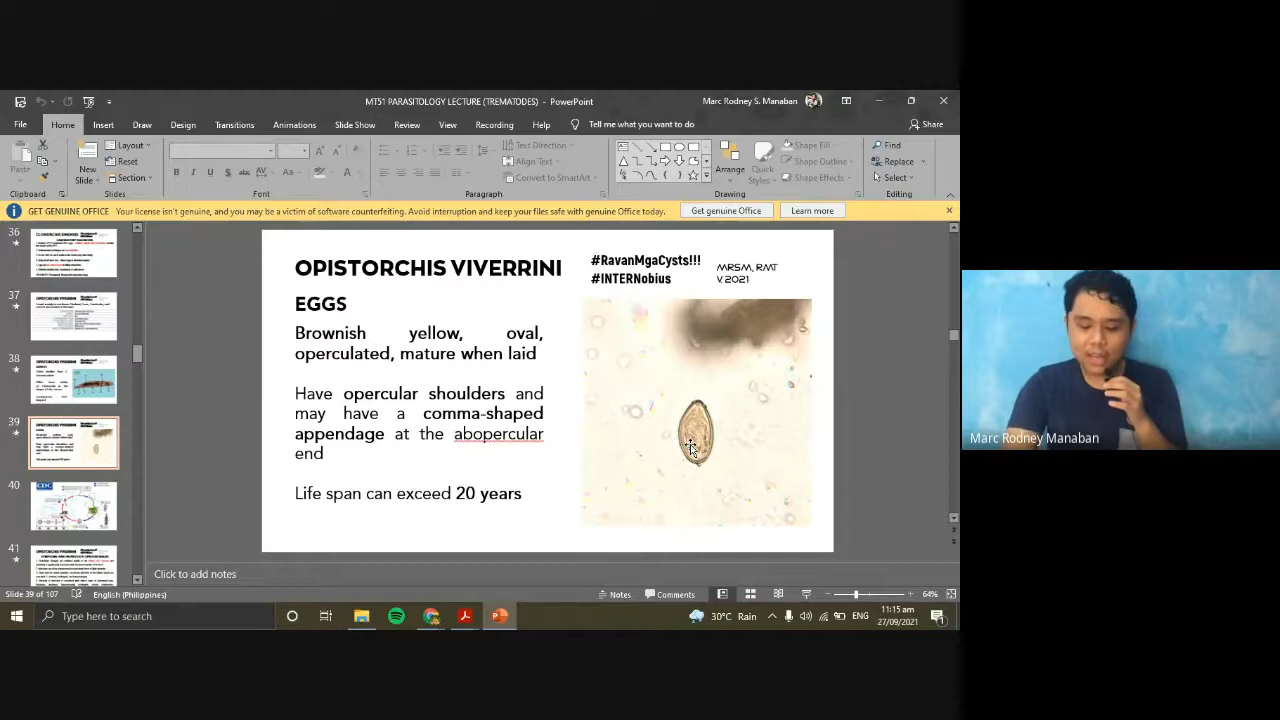 MT51 PARASITOLOGY LECTURE (TREMATODES) - PowerPoint
Marc Rodney S. Manaban
File Home Insert Draw Design Transitions Animations Slide Show Review View Recording Help Tell me what you want to do Share
Paste
Clipboard
New Slide
Layout
Reset
Section
Slides
Font
Text Direction
Align Text
Convert to SmartArt
Paragraph
Arrange
Quick Styles
Shape Fill
Shape Outline
Shape Effects
Drawing
Find
Replace
Select
Editing
GET GENUINE OFFICE Your license isn't genuine, and you may be a victim of software counterfeiting. Avoid interruption and keep your files safe with genuine Office today. Get genuine Office Learn more
36
37
38
39
40
CDC
41
OPISTORCHIS VIVERRINI
#RavanMgaCysts!!!
#INTERNobius
MRSM, RMT
V.2021
EGGS
Brownish yellow, oval,
operculated, mature when laid
Have opercular shoulders and
may have a comma-shaped
appendage at the abopercular
end
Life span can exceed 20 years
Marc Rodney Manaban
Click to add notes
Slide 39 of 107 English (Philippines) Notes Comments 64%
Type here to search
30°C Rain ENG
11:15 am
27/09/2021